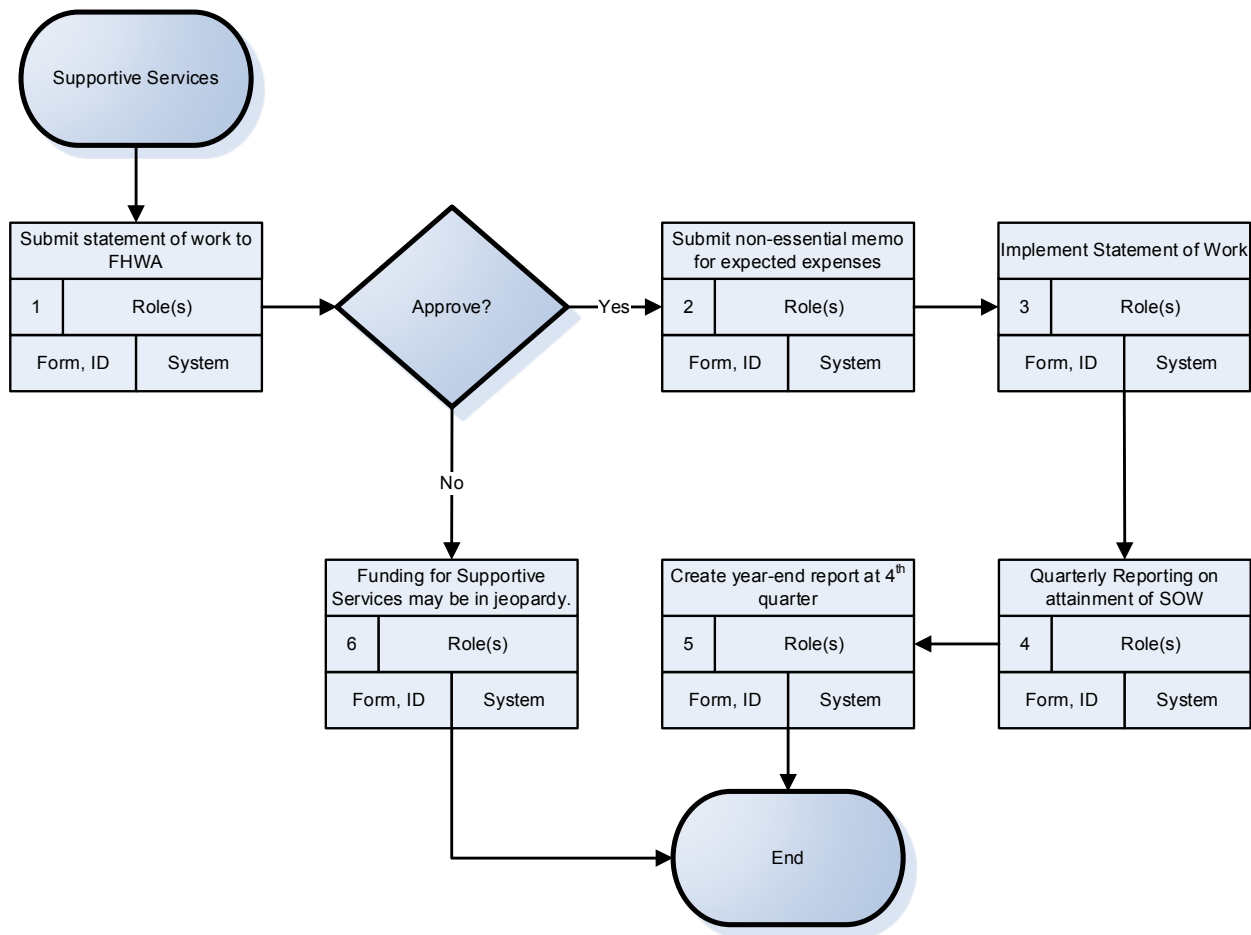 Supportive Services
Submit statement of work to
FHWA
1
Role(s)
Form, ID
System
Approve?
Yes
Submit non-essential memo
for expected expenses
2
Role(s)
Form, ID
System
Implement Statement of Work
3
Role(s)
Form, ID
System
No
Funding for Supportive
Services may be in jeopardy.
6
Role(s)
Form, ID
System
Create year-end report at 4th
quarter
5
Role(s)
Form, ID
System
Quarterly Reporting on
attainment of SOW
4
Role(s)
Form, ID
System
End